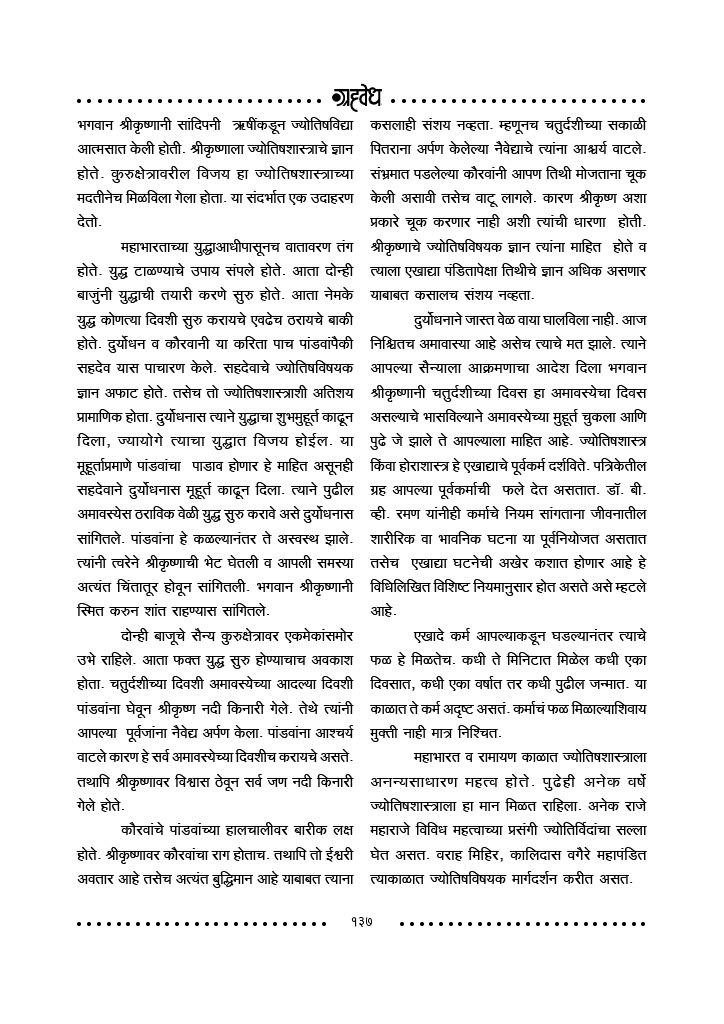 ग्रहवेध
भगवान श्रीकृष्णानी सांदिपनी ऋषींकडून ज्योतिषविद्या
आत्मसात केली होती. श्रीकृष्णाला ज्योतिषशास्त्राचे ज्ञान
होते. कुरुक्षेत्रावरील विजय हा ज्योतिषशास्त्राच्या
मदतीनेच मिळविला गेला होता. या संदर्भात एक उदाहरण
देतो.
महाभारताच्या युद्धाआधीपासूनच वातावरण तंग
होते. युद्ध टाळण्याचे उपाय संपले होते. आता दोन्ही
बाजुंनी युद्धाची तयारी करणे सुरु होते. आता नेमके
युद्ध कोणत्या दिवशी सुरु करायचे एवढेच ठरायचे बाकी
होते. दुर्योधन व कौरवानी या करिता पाच पांडवांपैकी
सहदेव यास पाचारण केले. सहदेवाचे ज्योतिषविषयक
ज्ञान अफाट होते. तसेच तो ज्योतिषशास्त्राशी अतिशय
प्रामाणिक होता. दुर्योधनास त्याने युद्धाचा शुभमुहूर्त काढून
दिला, ज्यायोगे त्याचा युद्धात विजय होईल. या
मूहूर्ताप्रमाणे पांडवांचा पाडाव होणार हे माहित असूनही
सहदेवाने दुर्योधनास मूहूर्त काढून दिला. त्याने पुढील
अमावस्येस ठराविक वेळी युद्ध सुरु करावे असे दुर्योधनास
सांगितले. पांडवांना हे कळल्यानंतर ते अस्वस्थ झाले.
त्यांनी त्वरेने श्रीकृष्णाची भेट घेतली व आपली समस्या
अत्यंत चिंतातूर होवून सांगितली. भगवान श्रीकृष्णानी
स्मित करुन शांत राहण्यास सांगितले.
दोन्ही बाजूचे सैन्य कुरुक्षेत्रावर एकमेकांसमोर
उभे राहिले. आता फक्त युद्ध सुरु होण्याचाच अवकाश
होता. चतुर्दशीच्या दिवशी अमावस्येच्या आदल्या दिवशी
पांडवांना घेवून श्रीकृष्ण नदी किनारी गेले. तेथे त्यांनी
आपल्या पूर्वजांना नैवेद्य अर्पण केला. पांडवांना आश्चर्य
वाटले कारण हे सर्व अमावस्येच्या दिवशीच करायचे असते.
तथापि श्रीकृष्णावर विश्वास ठेवून सर्व जण नदी किनारी
गेले होते.
कौरवांचे पांडवांच्या हालचालीवर बारीक लक्ष
होते. श्रीकृष्णावर कौरवांचा राग होताच. तथापि तो ईश्वरी
अवतार आहे तसेच अत्यंत बुद्धिमान आहे याबाबत त्याना
कसलाही संशय नव्हता. म्हणूनच चतुर्दशीच्या सकाळी
पितराना अर्पण केलेल्या नैवेद्याचे त्यांना आश्चर्य वाटले.
संभ्रमात पडलेल्या कौरवांनी आपण तिथी मोजताना चूक
केली असावी तसेच वाटू लागले. कारण श्रीकृष्ण अशा
प्रकारे चूक करणार नाही अशी त्यांची धारणा होती.
श्रीकृष्णाचे ज्योतिषविषयक ज्ञान त्यांना माहित होते व
त्याला एखाद्या पंडितापेक्षा तिथीचे ज्ञान अधिक असणार
याबाबत कसालच संशय नव्हता.
दुर्योधनाने जास्त वेळ वाया घालविला नाही. आज
निश्चितच अमावास्या आहे असेच त्याचे मत झाले. त्याने
आपल्या सैन्याला आक्रमणाचा आदेश दिला भगवान
श्रीकृष्णानी चतुर्दशीच्या दिवस हा अमावस्येचा दिवस
असल्याचे भासविल्याने अमावस्येच्या मुहूर्त चुकला आणि
पुढे जे झाले ते आपल्याला माहित आहे. ज्योतिषशास्त्र
किंवा होराशास्त्र हे एखाद्याचे पूर्वकर्म दर्शविते. पत्रिकेतील
ग्रह आपल्या पूर्वकर्माची फले देत असतात. डॉ. बी.
व्ही. रमण यांनीही कर्माचे नियम सांगताना जीवनातील
शारीरिक वा भावनिक घटना या पूर्वनियोजत असतात
तसेच एखाद्या घटनेची अखेर कशात होणार आहे हे
विधिलिखित विशिष्ट नियमानुसार होत असते असे म्हटले
आहे.
एखादे कर्म आपल्याकडून घडल्यानंतर त्याचे
फळ हे मिळतेच. कधी ते मिनिटात मिळेल कधी एका
दिवसात, कधी एका वर्षात तर कधी पुढील जन्मात. या
काळात ते कर्म अदृष्ट असतं. कर्माचं फळ मिळाल्याशिवाय
मुक्ती नाही मात्र निश्चित.
महाभारत व रामायण काळात ज्योतिषशास्त्राला
अनन्यसाधारण महत्व होते. पुढेही अनेक वर्षे
ज्योतिषशास्त्राला हा मान मिळत राहिला. अनेक राजे
महाराजे विविध महत्वाच्या प्रसंगी ज्योतिर्विदांचा सल्ला
घेत असत. वराह मिहिर, कालिदास वगैरे महापंडित
त्याकाळात ज्योतिषविषयक मार्गदर्शन करीत असत.
१३७